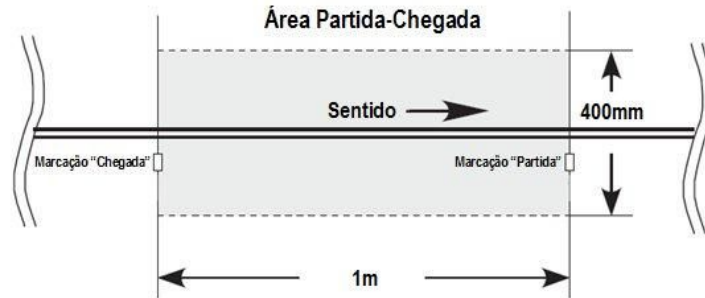 Área Partida-Chegada
Sentido
400mm
Marcação “Chegada”
Marcação “Partida”
1m